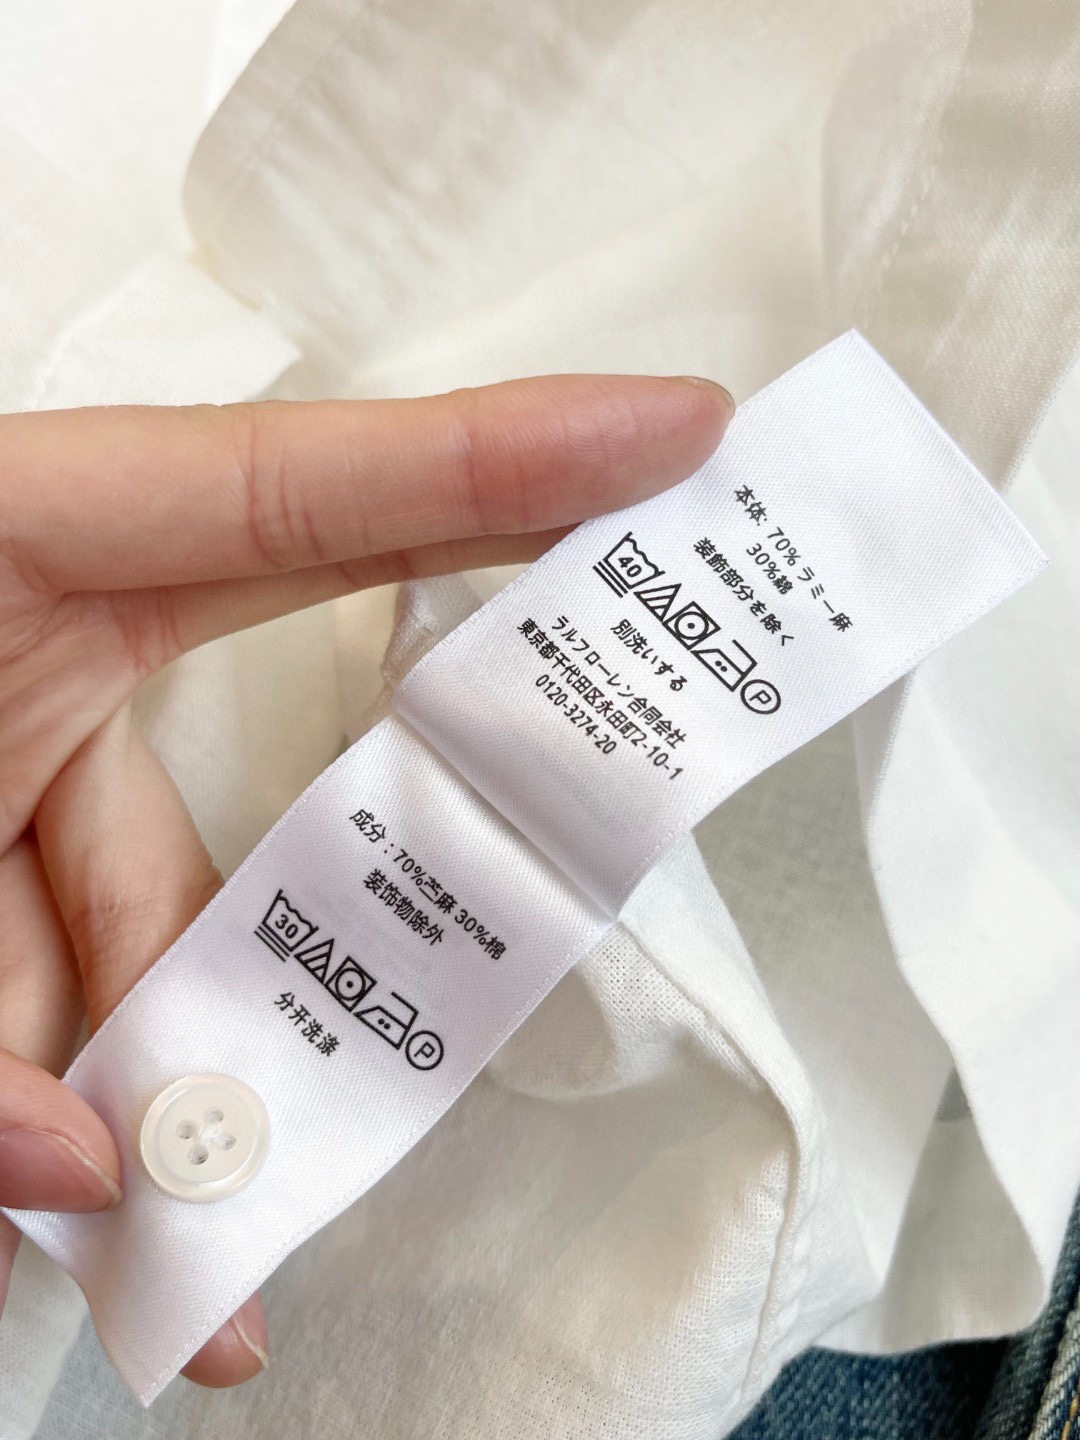 本体: 70% ラミー麻
30%綿
装飾部分を除く
40
P
別洗いする
ラルフローレン合同会社
東京都千代田区永田町2-10-1
0120-3274-20
成分 : 70%苎麻 30%棉
装饰物除外
30
P
分开洗涤